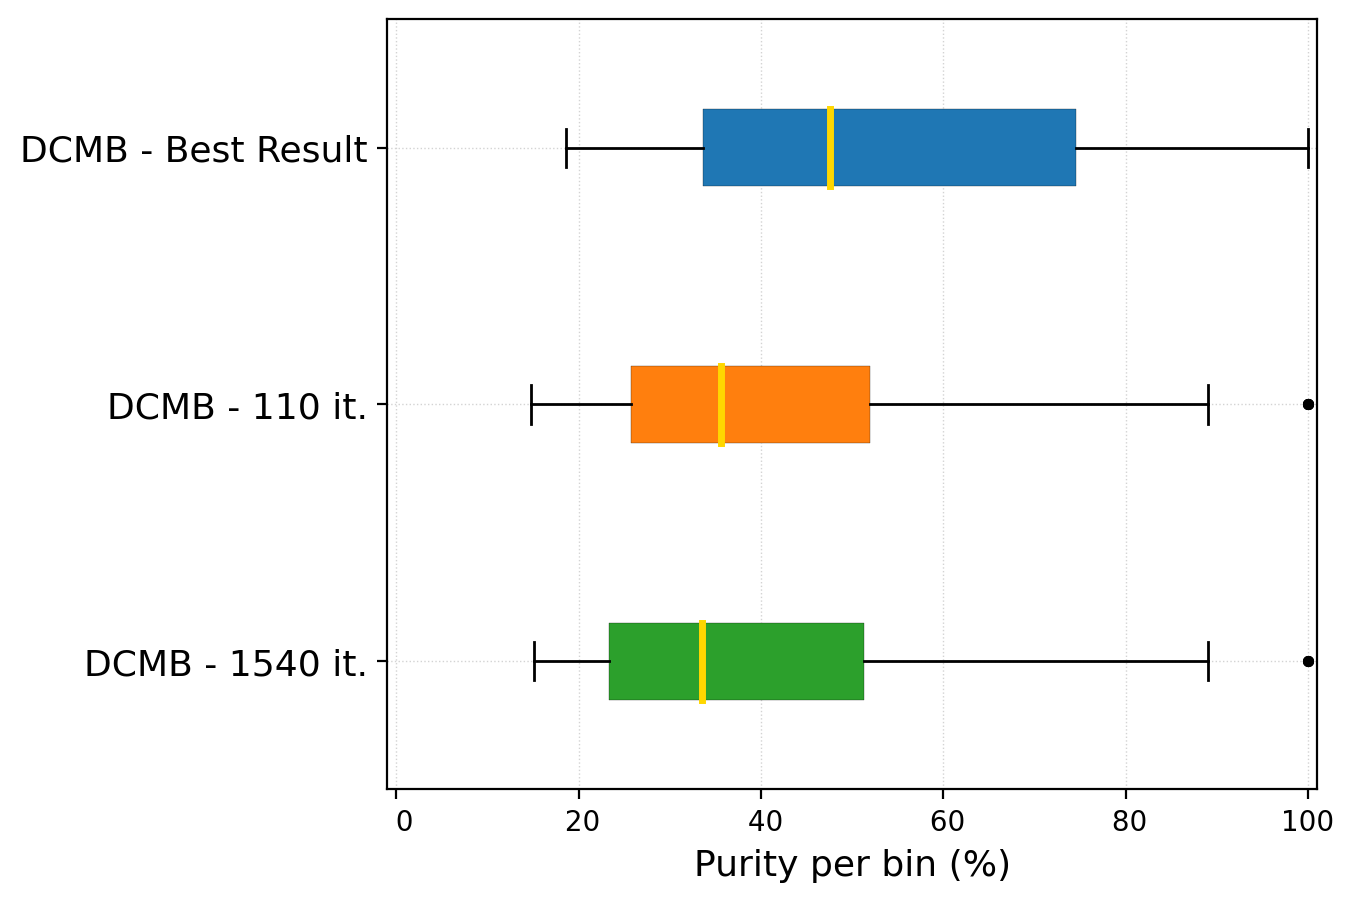 DCMB - Best Result
DCMB - 110 it.
DCMB - 1540 it.
0 20 40 60 80 100
Purity per bin (%)